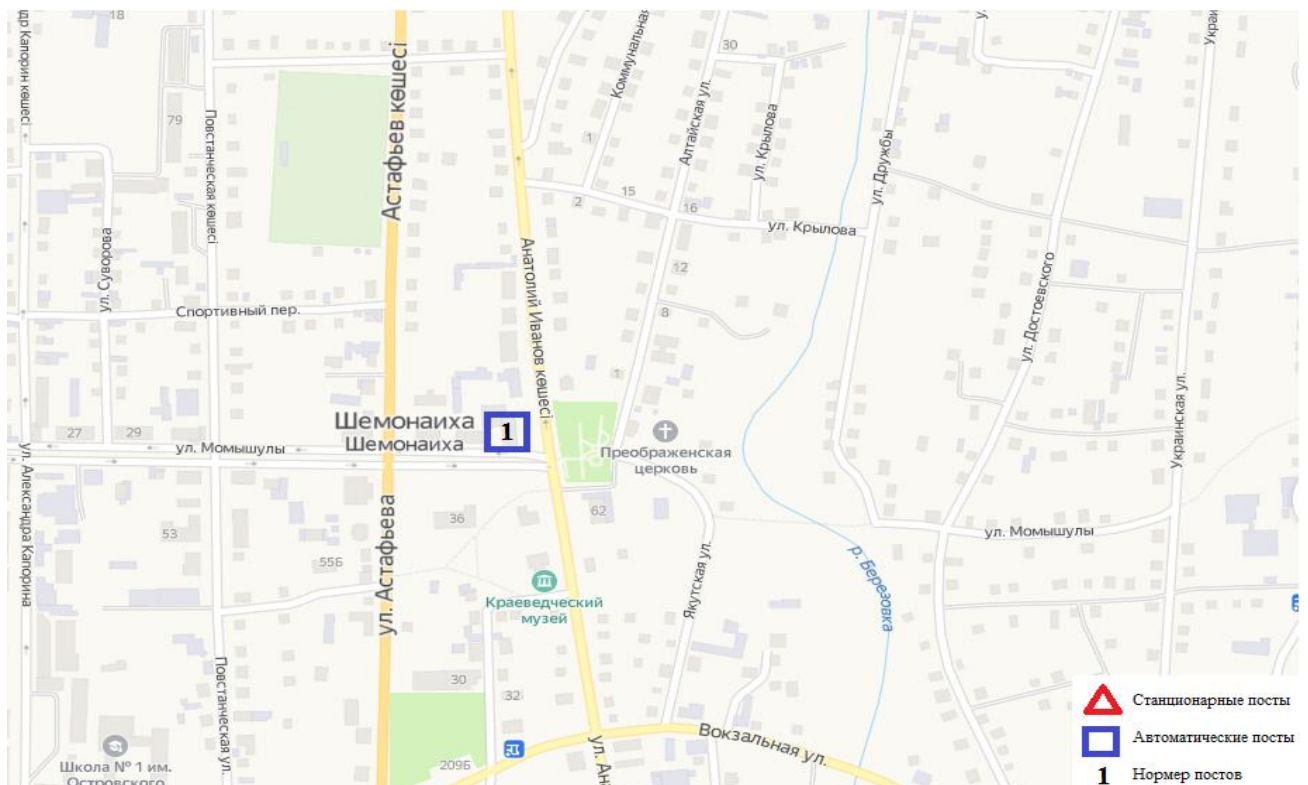 18
30
Украи
др Капорин көшесі
Коммунальная
79
Повстанческая көшесі
Астафьев көшесі
1
Алтайская ул.
ул. Крылова
ул. Дружбы
15
2
16
ул. Крылова
ул. Суворова
Анатолий Иванов көшесі
12
Спортивный пер.
8
ул. Достоевского
1
Шемонаиха
Шемонаиха
1
27
29
ул. Момышулы
Преображенская
церковь
Украинская ул.
ул. Александра Капорина
53
36
62
55Б
ул. Астафьева
ул. Момышулы
Якутская ул.
р. Березовка
Краеведческий
музей
Повстанческая ул.
30
32
Вокзальная ул.
209Б
ул. Ана
Школа № 1 им.
Островского
Станционарные посты
Автоматические посты
1 Нормер постов